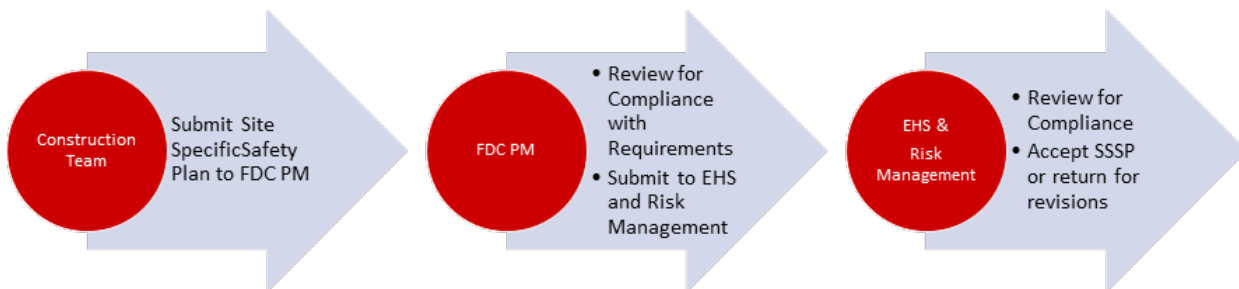 Construction
Team
Submit Site
SpecificSafety
Plan to FDC PM
FDC PM
• Review for
Compliance
with
Requirements
• Submit to EHS
and Risk
Management
EHS &
Risk
Management
• Review for
Compliance
• Accept SSSP
or return for
revisions